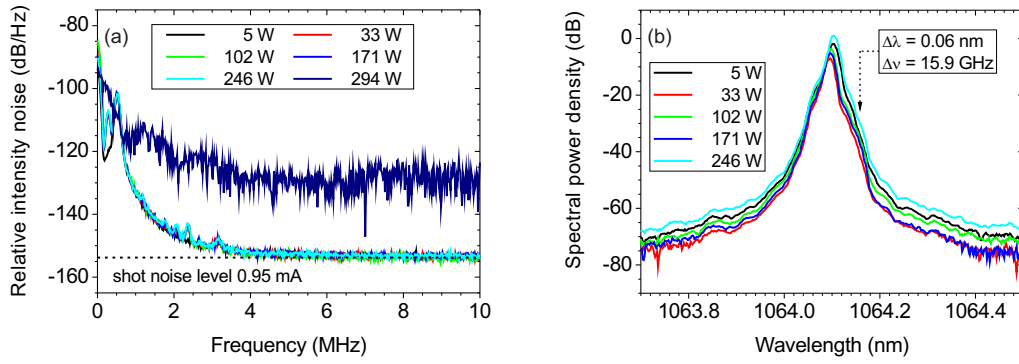 (a)
5 W
33 W
102 W
171 W
246 W
294 W
-80
-100
-120
-140
-160
shot noise level 0.95 mA
0
2
4
6
8
10
Frequency (MHz)
Relative intensity noise (dB/Hz)
(b)
Δλ = 0.06 nm
Δν = 15.9 GHz
5 W
33 W
102 W
171 W
246 W
0
-20
-40
-60
-80
1063.8
1064.0
1064.2
1064.4
Wavelength (nm)
Spectral power density (dB)